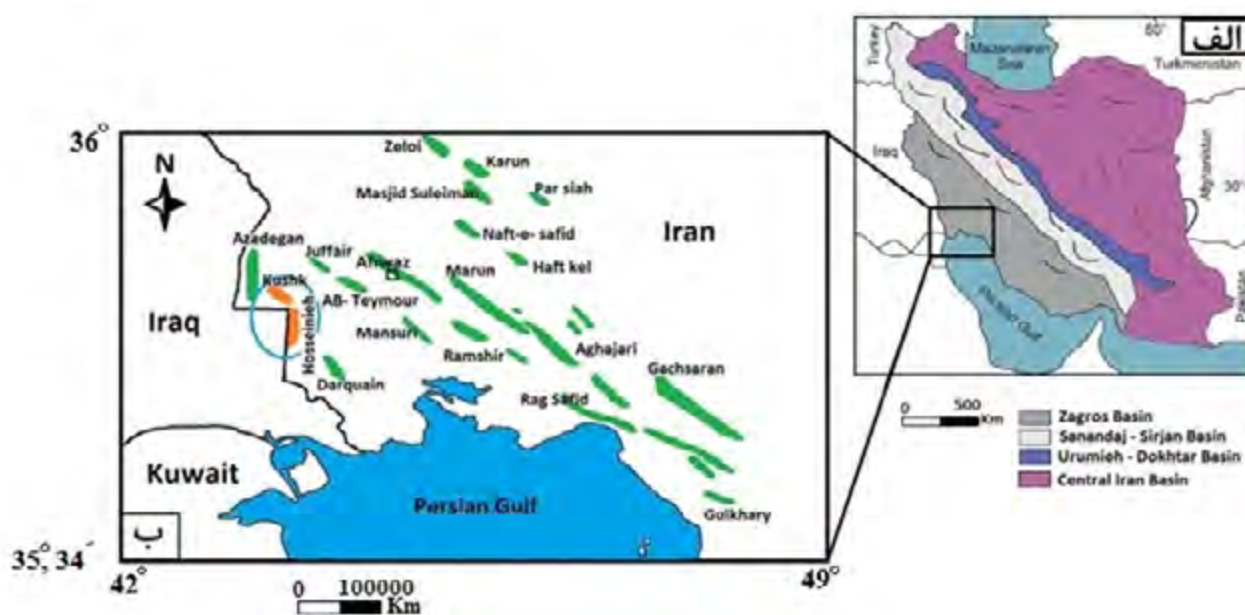 الف
60°
Turkey
Mazandaran
Sea
Turkmenistan
Iraq
Afghanistan
30°
Pakistan
Persian Gulf
0 500
Km
Zagros Basin
Sanandaj - Sirjan Basin
Urumieh - Dokhtar Basin
Central Iran Basin
36°
N
Zeloi
Karun
Masjid Suleiman
Par siah
Naft-e- safid
Iran
Azadegan
Juffair
Ahwaz
Marun
Haft kel
Kushk
AB- Teymour
Iraq
Hosseinieh
Mansuri
Ramshir
Aghajari
Darquain
Gachsaran
Rag Safid
Kuwait
Persian Gulf
Gulkhary
ب
35°, 34´
42°
49°
0 100000
Km